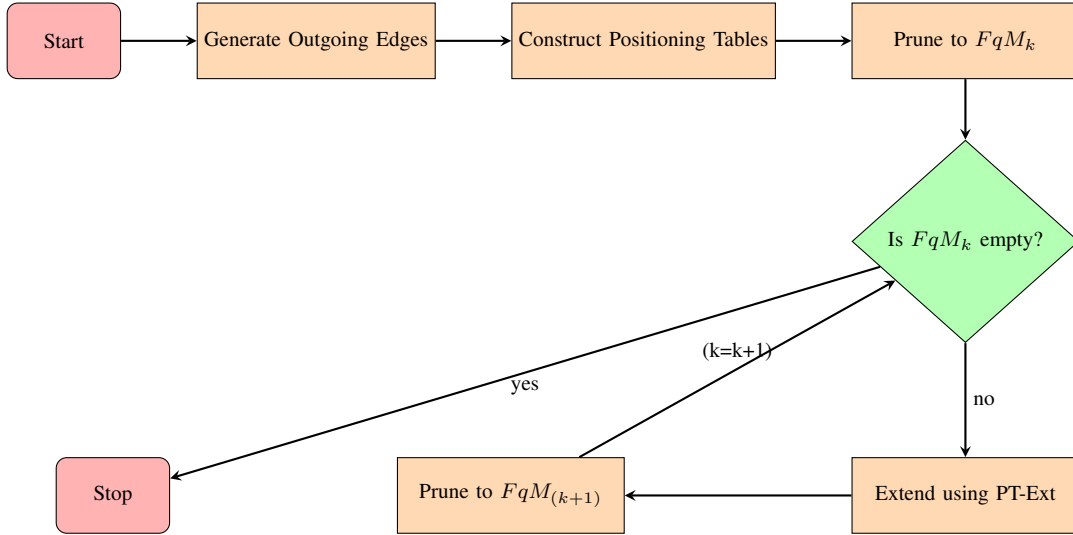 Start
Generate Outgoing Edges
Construct Positioning Tables
Prune to FqM_k
Is FqM_k empty?
(k=k+1)
yes
no
Stop
Prune to FqM_(k+1)
Extend using PT-Ext